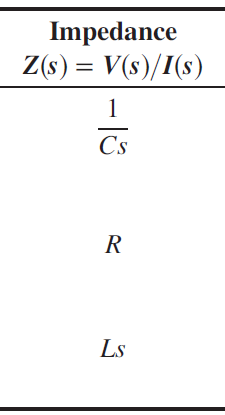 Impedance
Z(s) = V(s)/I(s)
1
Cs
R
Ls